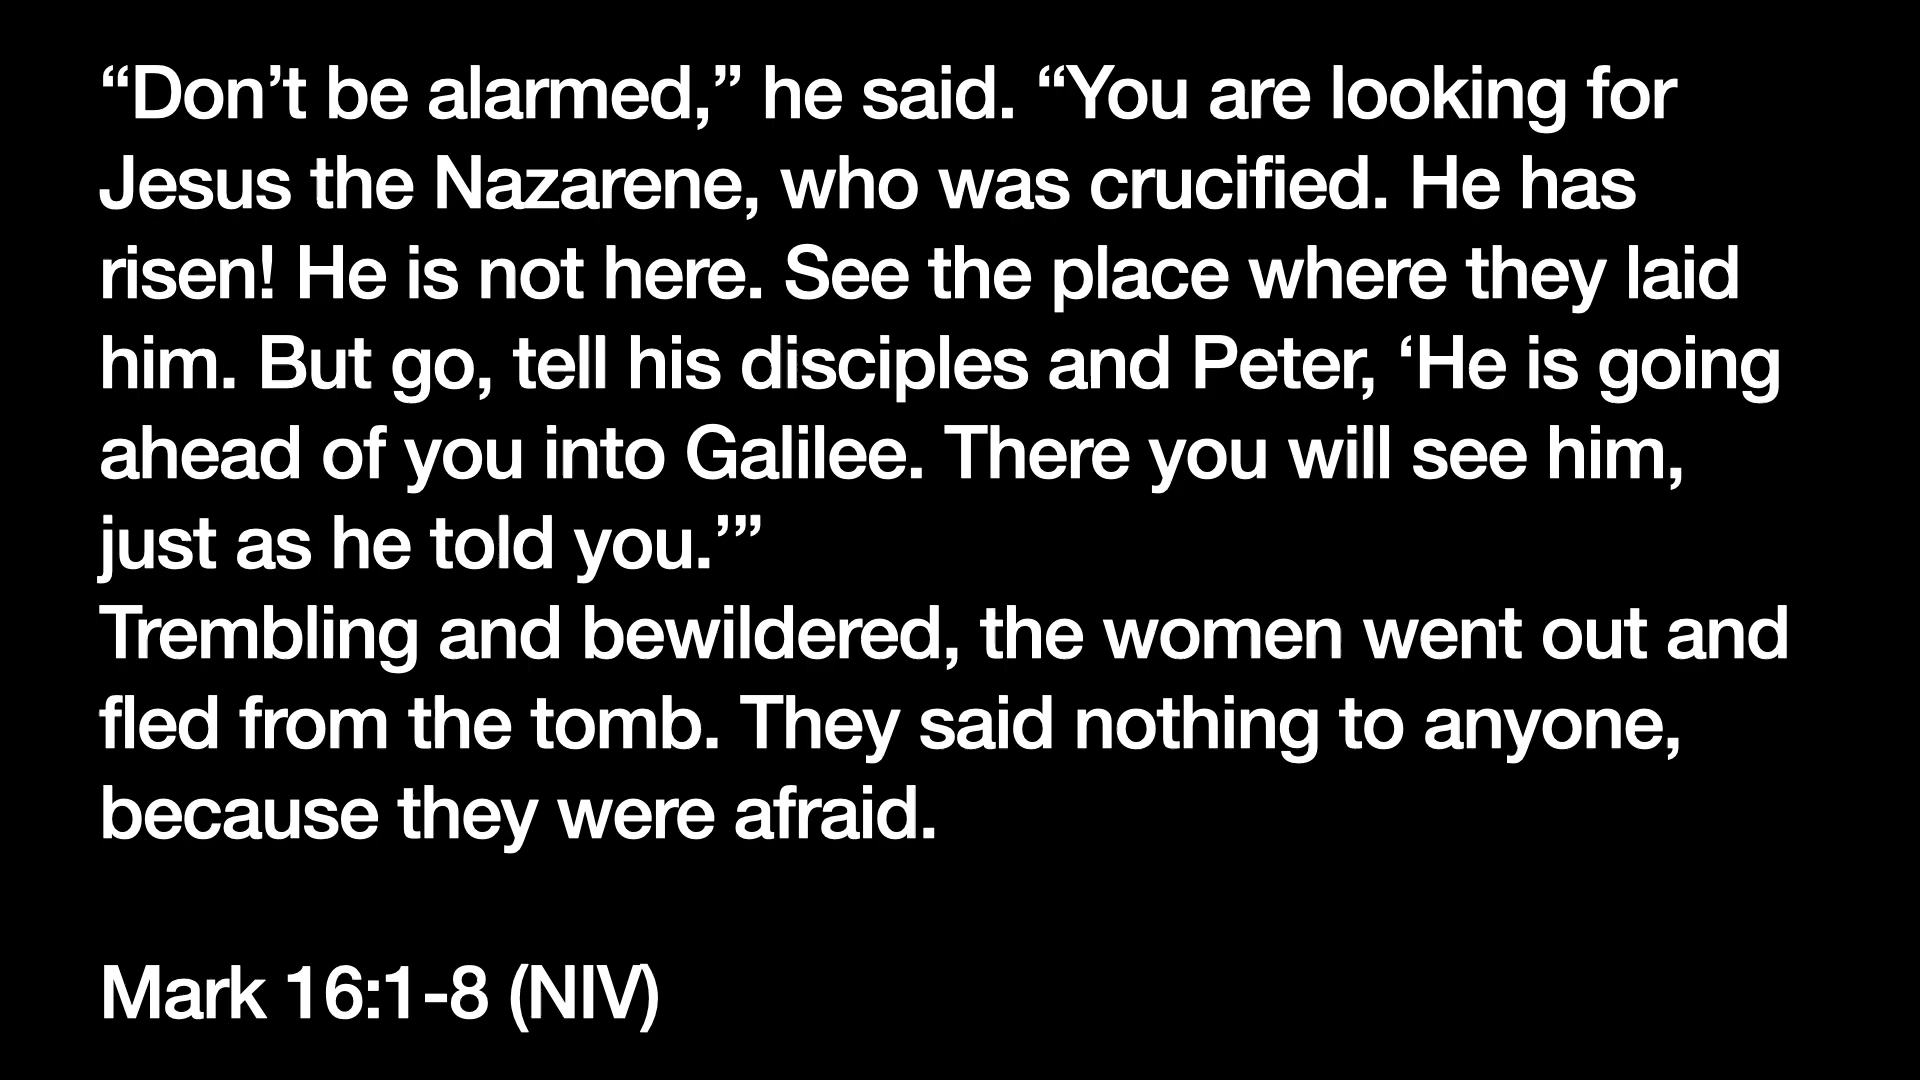 “Don’t be alarmed,” he said. “You are looking for
Jesus the Nazarene, who was crucified. He has
risen! He is not here. See the place where they laid
him. But go, tell his disciples and Peter, ‘He is going
ahead of you into Galilee. There you will see him,
just as he told you.’”
Trembling and bewildered, the women went out and
fled from the tomb. They said nothing to anyone,
because they were afraid.
Mark 16:1-8 (NIV)